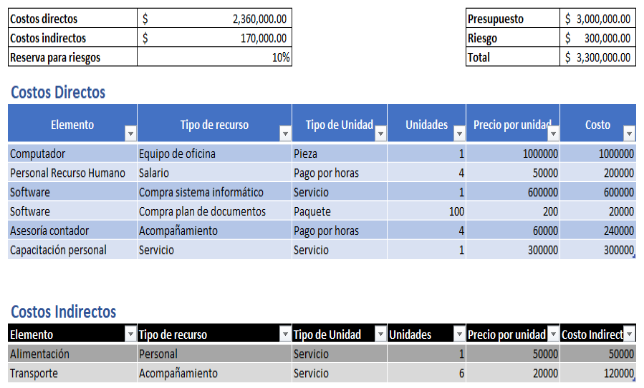 Costos directos $ 2,360,000.00 Presupuesto $ 3,000,000.00
Costos indirectos $ 170,000.00 Riesgo $ 300,000.00
Reserva para riesgos 10% Total $ 3,300,000.00
Costos Directos
Elemento Tipo de recurso Tipo de Unidad Unidades Precio por unidad Costo
Computador Equipo de oficina Pieza 1 1000000 1000000
Personal Recurso Humano Salario Pago por horas 4 50000 200000
Software Compra sistema informático Servicio 1 600000 600000
Software Compra plan de documentos Paquete 100 200 20000
Asesoría contador Acompañamiento Pago por horas 4 60000 240000
Capacitación personal Servicio Servicio 1 300000 300000
Costos Indirectos
Elemento Tipo de recurso Tipo de Unidad Unidades Precio por unidad Costo Indirect
Alimentación Personal Servicio 1 50000 50000
Transporte Acompañamiento Servicio 6 20000 120000